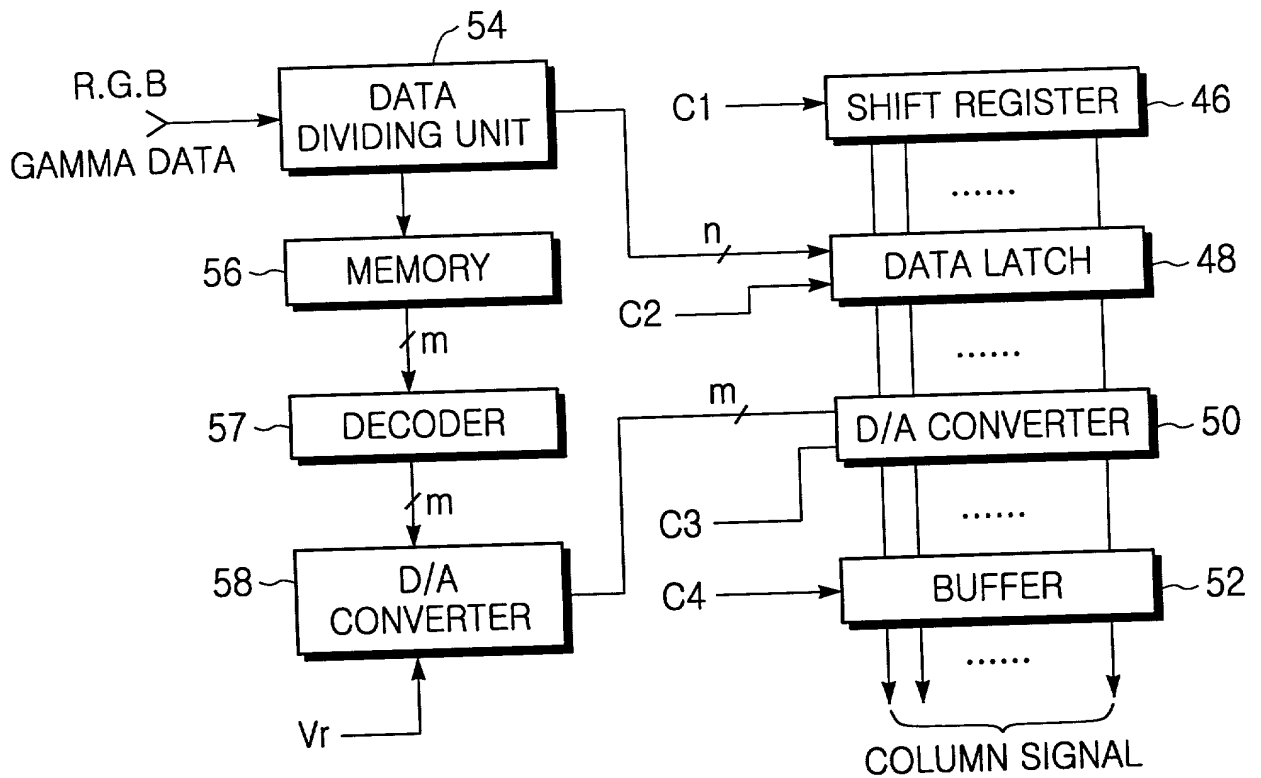 54
R.G.B
GAMMA DATA
DATA
DIVIDING UNIT
C1
SHIFT REGISTER
46
......
56
MEMORY
n
C2
DATA LATCH
48
m
......
57
DECODER
m
D/A CONVERTER
50
m
C3
......
58
D/A
CONVERTER
C4
BUFFER
52
......
Vr
COLUMN SIGNAL